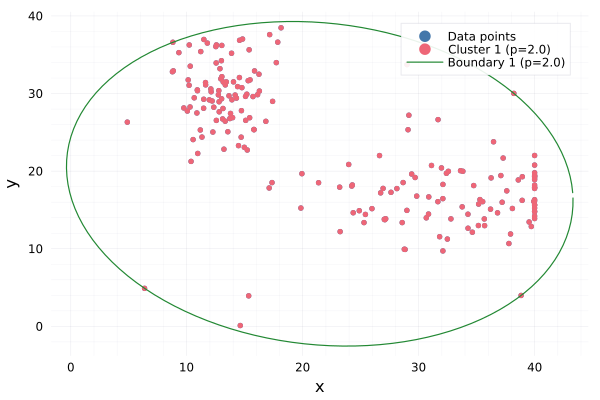 40
30
20
10
0
y
Data points
Cluster 1 (p=2.0)
Boundary 1 (p=2.0)
0 10 20 30 40
x